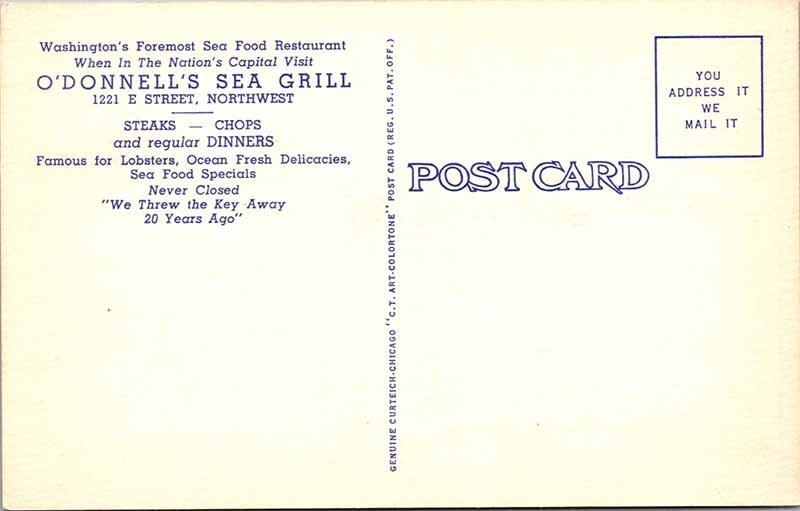 Washington's Foremost Sea Food Restaurant
When In The Nation's Capital Visit
O'DONNELL'S SEA GRILL
1221 E STREET, NORTHWEST
STEAKS — CHOPS
and regular DINNERS
Famous for Lobsters, Ocean Fresh Delicacies,
Sea Food Specials
Never Closed
"We Threw the Key Away
20 Years Ago"
GENUINE CURTEICH-CHICAGO "C.T. ART-COLORTONE" POST CARD (REG. U.S. PAT. OFF.)
POST CARD
YOU
ADDRESS IT
WE
MAIL IT